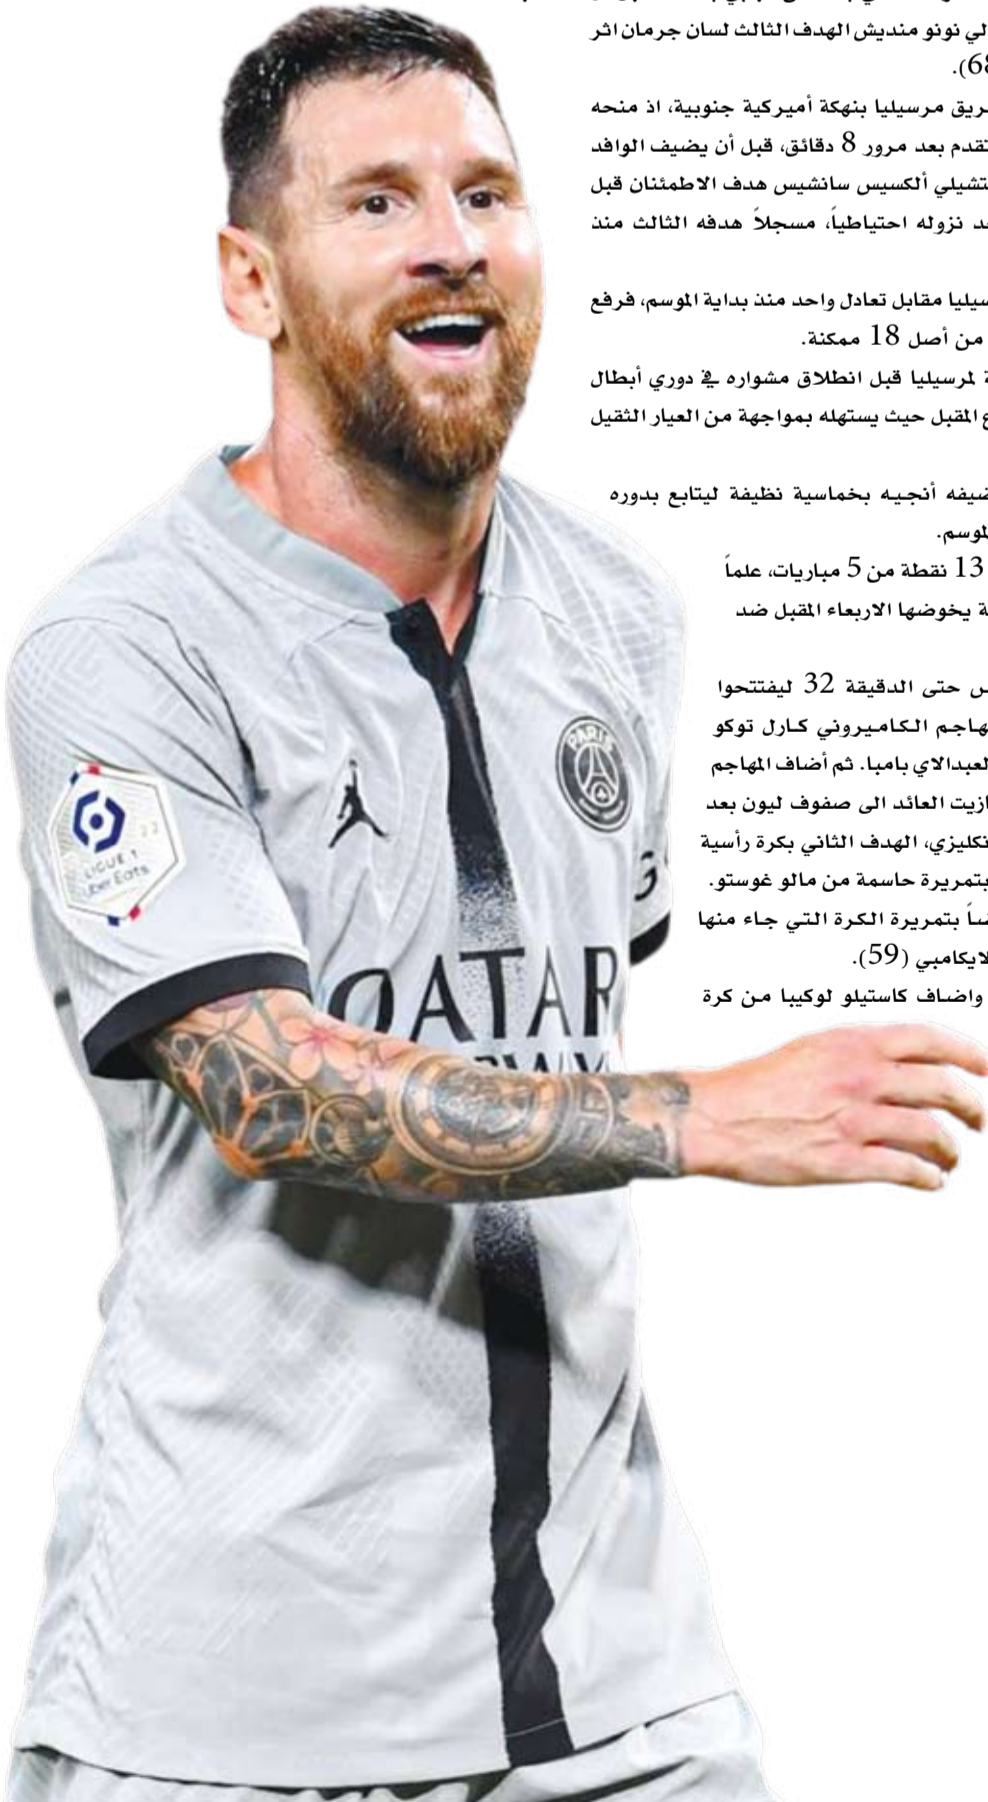 لي نونو منديش الهدف الثالث لسان جرمان اثر
ريق مرسيليا بنهكة أميركية جنوبية، اذ منحه
تقدم بعد مرور 8 دقائق، قبل أن يضيف الوافد
تشيلي ألكسيس سانشيس هدف الاطمئنان قبل
عد نزوله احتياطياً، مسجلاً هدفه الثالث منذ
سيليا مقابل تعادل واحد منذ بداية الموسم، فرفع
من أصل 18 ممكنة.
ة لمرسيليا قبل انطلاق مشواره في دوري أبطال
ع المقبل حيث يستهله بمواجهة من العيار الثقيل
ضيفه أنجيه بخماسية نظيفة ليتابع بدوره
لموسم.
13 نقطة من 5 مباريات، علماً
ة يخوضها الاربعاء المقبل ضد
س حتى الدقيقة 32 ليفتتحوا
هاجم الكاميروني كارل توكو
لعبدالاي بامبا. ثم أضاف المهاجم
ازيت العائد الى صفوف ليون بعد
نكليزي، الهدف الثاني بكرة رأسية
بتمريرة حاسمة من مالو غوستو.
ضاً بتمريرة الكرة التي جاء منها
لايكامبي (59).
واضاف كاستيلو لوكيبا من كرة
PARIS
LIGUE 1
Uber Eats
QATAR